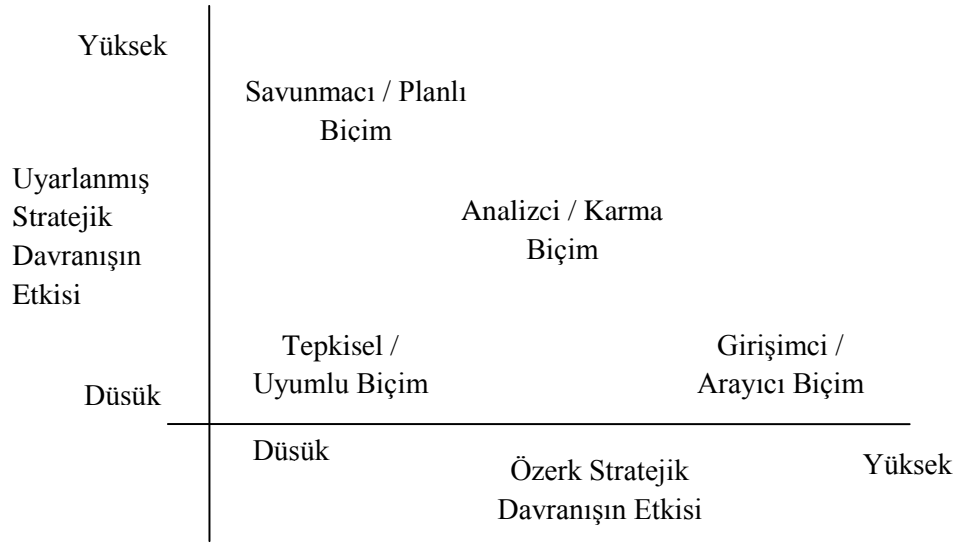 Yüksek
Savunmacı / Planlı
Biçim
Uyarlanmış
Stratejik
Davranışın
Etkisi
Analizci / Karma
Biçim
Tepkisel /
Uyumlu Biçim
Girişimci /
Arayıcı Biçim
Düsük
Düsük
Özerk Stratejik
Davranışın Etkisi
Yüksek